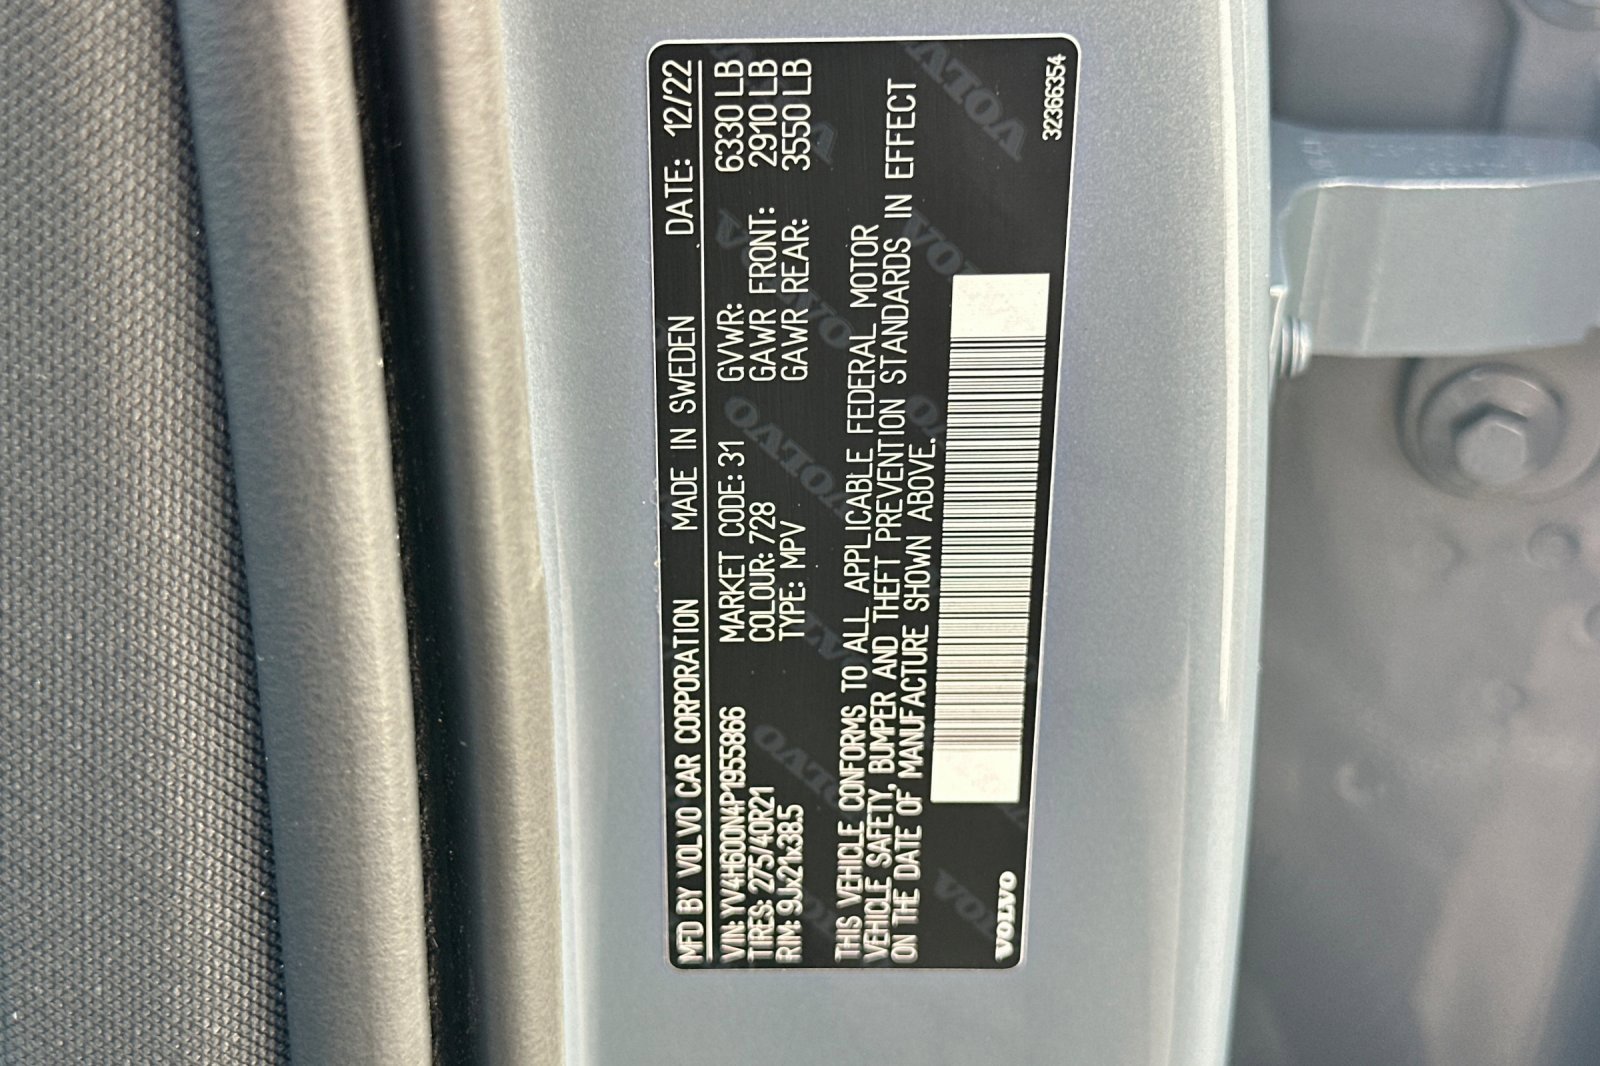 MFD BY VOLVO CAR CORPORATION MADE IN SWEDEN DATE: 12/22
VIN: YV4H600N4P1955866 MARKET CODE: 31 GVWR: 6330 LB
TIRES: 275/40R21 COLOUR: 728 GAWR FRONT: 2910 LB
RIM: 9Jx21x38.5 TYPE: MPV GAWR REAR: 3550 LB
THIS VEHICLE CONFORMS TO ALL APPLICABLE FEDERAL MOTOR
VEHICLE SAFETY, BUMPER AND THEFT PREVENTION STANDARDS IN EFFECT
ON THE DATE OF MANUFACTURE SHOWN ABOVE.
VOLVO
32366354